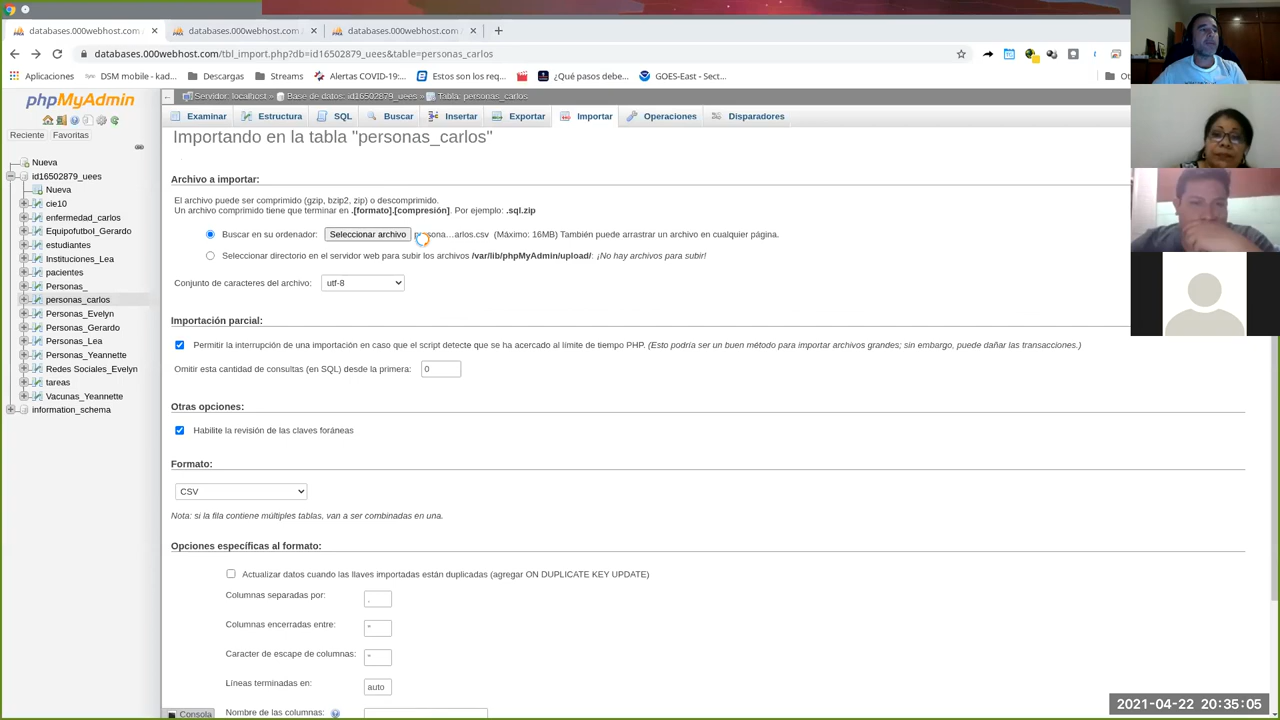 databases.000webhost.com /
databases.000webhost.com /
databases.000webhost.com /
databases.000webhost.com/tbl_import.php?db=id16502879_uees&table=personas_carlos
Aplicaciones
DSM mobile - kad...
Descargas
Streams
Alertas COVID-19:...
Estos son los req...
¿Qué pasos debe...
GOES-East - Sect...
phpMyAdmin
Reciente
Favoritas
Nueva
id16502879_uees
Nueva
cie10
enfermedad_carlos
Equipofutbol_Gerardo
estudiantes
Instituciones_Lea
pacientes
Personas_
personas_carlos
Personas_Evelyn
Personas_Gerardo
Personas_Lea
Personas_Yeannette
Redes Sociales_Evelyn
tareas
Vacunas_Yeannette
information_schema
Servidor: localhost » Base de datos: id16502879_uees » Tabla: personas_carlos
Examinar
Estructura
SQL
Buscar
Insertar
Exportar
Importar
Operaciones
Disparadores
Importando en la tabla "personas_carlos"
Archivo a importar:
El archivo puede ser comprimido (gzip, bzip2, zip) o descomprimido.
Un archivo comprimido tiene que terminar en .[formato].[compresión]. Por ejemplo: .sql.zip
Buscar en su ordenador: Seleccionar archivo persona...arlos.csv (Máximo: 16MB) También puede arrastrar un archivo en cualquier página.
Seleccionar directorio en el servidor web para subir los archivos /var/lib/phpMyAdmin/upload/: ¡No hay archivos para subir!
Conjunto de caracteres del archivo: utf-8
Importación parcial:
Permitir la interrupción de una importación en caso que el script detecte que se ha acercado al límite de tiempo PHP. (Esto podría ser un buen método para importar archivos grandes; sin embargo, puede dañar las transacciones.)
Omitir esta cantidad de consultas (en SQL) desde la primera: 0
Otras opciones:
Habilite la revisión de las claves foráneas
Formato:
CSV
Nota: si la fila contiene múltiples tablas, van a ser combinadas en una.
Opciones específicas al formato:
Actualizar datos cuando las llaves importadas están duplicadas (agregar ON DUPLICATE KEY UPDATE)
Columnas separadas por:
Columnas encerradas entre: "
Caracter de escape de columnas: "
Líneas terminadas en: auto
Nombre de las columnas:
Consola
2021-04-22 20:35:05